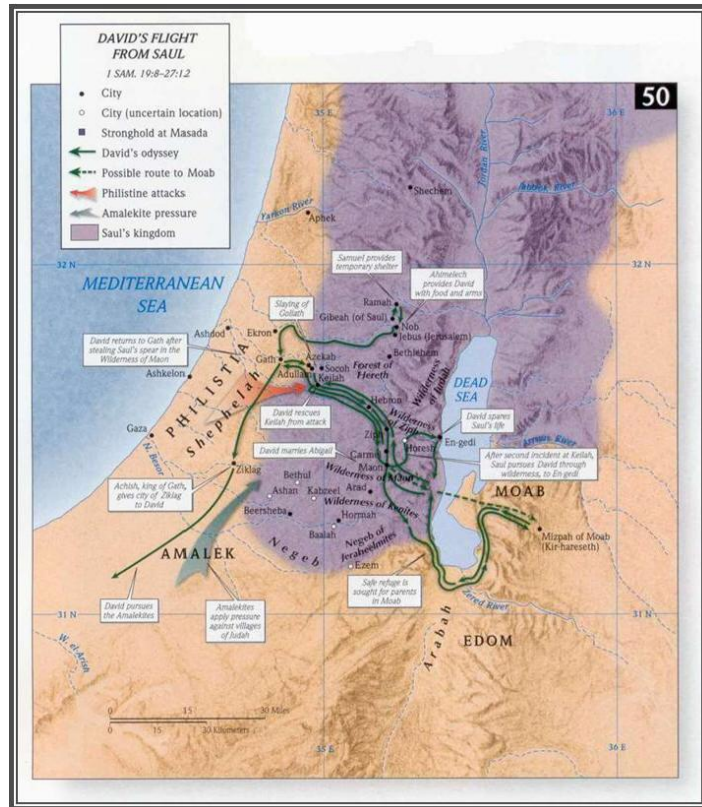 DAVID'S FLIGHT
FROM SAUL
1 SAM. 19:8–27:12
City
City (uncertain location)
Stronghold at Masada
David's odyssey
Possible route to Moab
Philistine attacks
Amalekite pressure
Saul's kingdom
50
35 E
36 E
Jordan River
Jabbok River
Shechem
Yarkon River
Aphek
32 N
32 N
MEDITERRANEAN
SEA
Samuel provides
temporary shelter
Ahimelech
provides David
with food and arms
Ramah
Gibeah (of Saul)
Nob
Jebus (Jerusalem)
Bethlehem
Slaying of
Goliath
Ashdod
Ekron
David returns to Gath after
stealing Saul's spear in the
Wilderness of Maon
Gath
Azekah
Socoh
Adullam
Keilah
Forest of
Hereth
Ashkelon
PHILISTIA
Shephelah
Wilderness
of Judah
DEAD
SEA
Gaza
David rescues
Keilah from attack
Hebron
Wilderness
of Ziph
David spares
Saul's life
Ziph
Horesh
En-gedi
David marries Abigail
Carmel
Maon
After second incident at Keilah,
Saul pursues David through
wilderness, to En-gedi
Arnon River
N. Besor
Ziklag
Wilderness of Maon
MOAB
Achish, king of Gath,
gives city of Ziklag
to David
Bethul
Ashan
Kabzeel
Arad
Wilderness of Kenites
Beersheba
Hormah
Baalah
Mizpah of Moab
(Kir-hareseth)
AMALEK
Negeb
Negeb of
Jerahmeelites
Ezem
Safe refuge is
sought for parents
in Moab
David pursues
the Amalekites
Amalekites
apply pressure
against villages
of Judah
31 N
31 N
Zered River
EDOM
Arabah
W. el-Arish
0 15 30 Miles
0 15 30 Kilometers
35 E
36 E